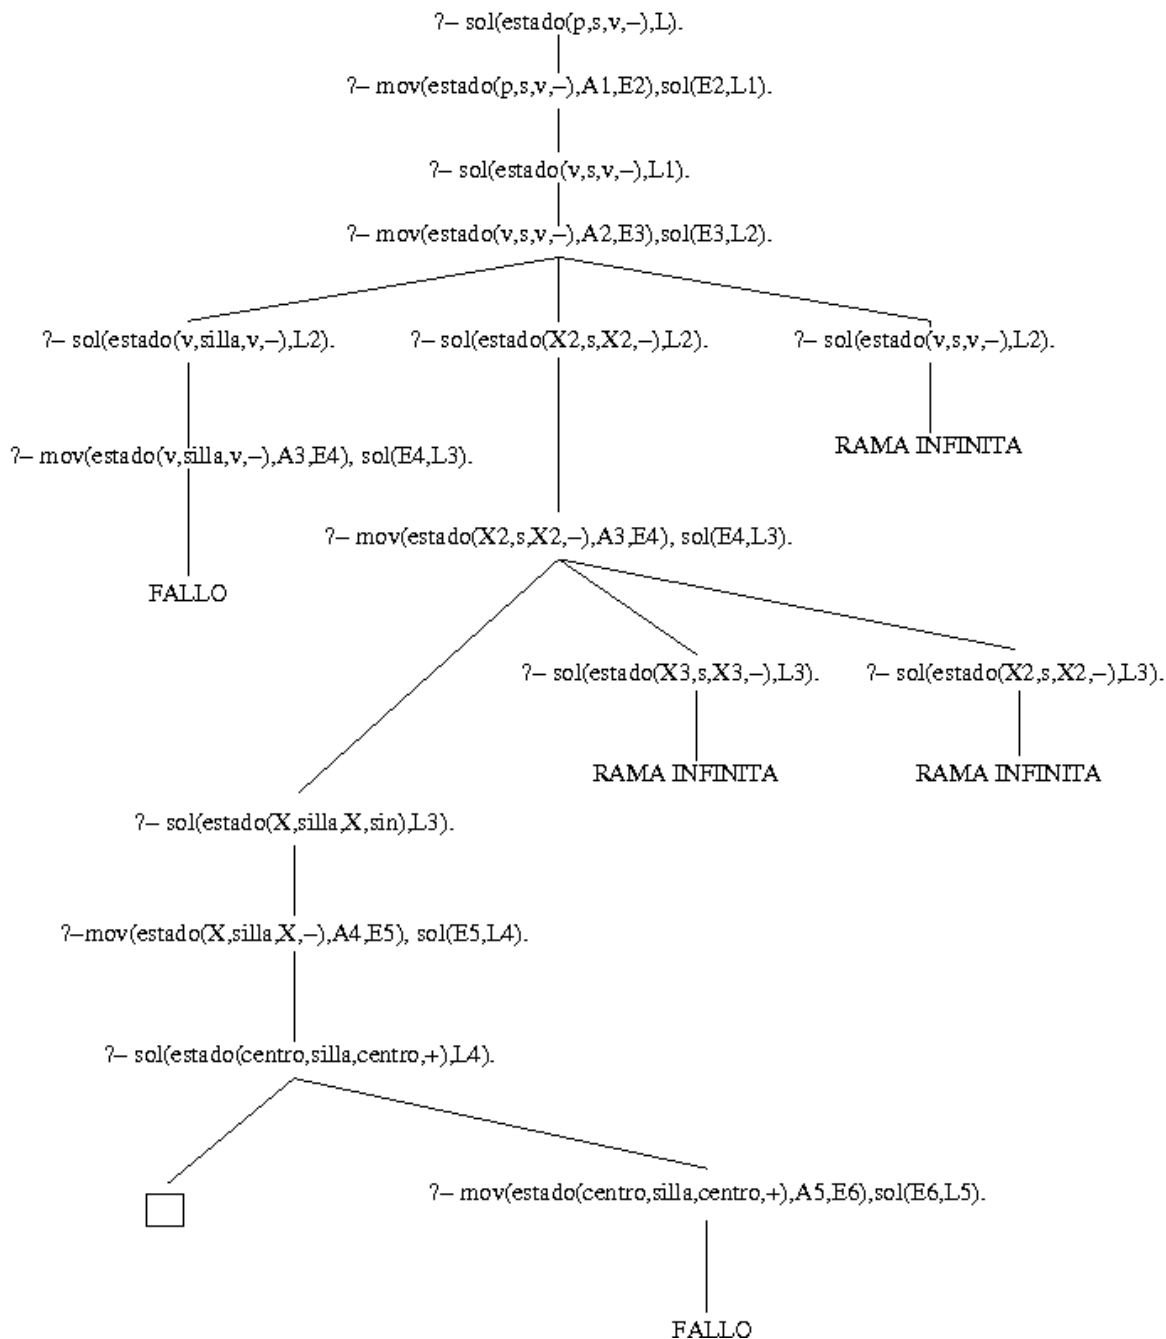 ?– sol(estado(p,s,v,–),L).
?– mov(estado(p,s,v,–),A1,E2),sol(E2,L1).
?– sol(estado(v,s,v,–),L1).
?– mov(estado(v,s,v,–),A2,E3),sol(E3,L2).
?– sol(estado(v,silla,v,–),L2). ?– sol(estado(X2,s,X2,–),L2). ?– sol(estado(v,s,v,–),L2).
RAMA INFINITA
?– mov(estado(v,silla,v,–),A3,E4), sol(E4,L3).
?– mov(estado(X2,s,X2,–),A3,E4), sol(E4,L3).
FALLO
?– sol(estado(X3,s,X3,–),L3). ?– sol(estado(X2,s,X2,–),L3).
RAMA INFINITA RAMA INFINITA
?– sol(estado(X,silla,X,sin),L3).
?–mov(estado(X,silla,X,–),A4,E5), sol(E5,L4).
?– sol(estado(centro,silla,centro,+),L4).
?– mov(estado(centro,silla,centro,+),A5,E6),sol(E6,L5).
FALLO